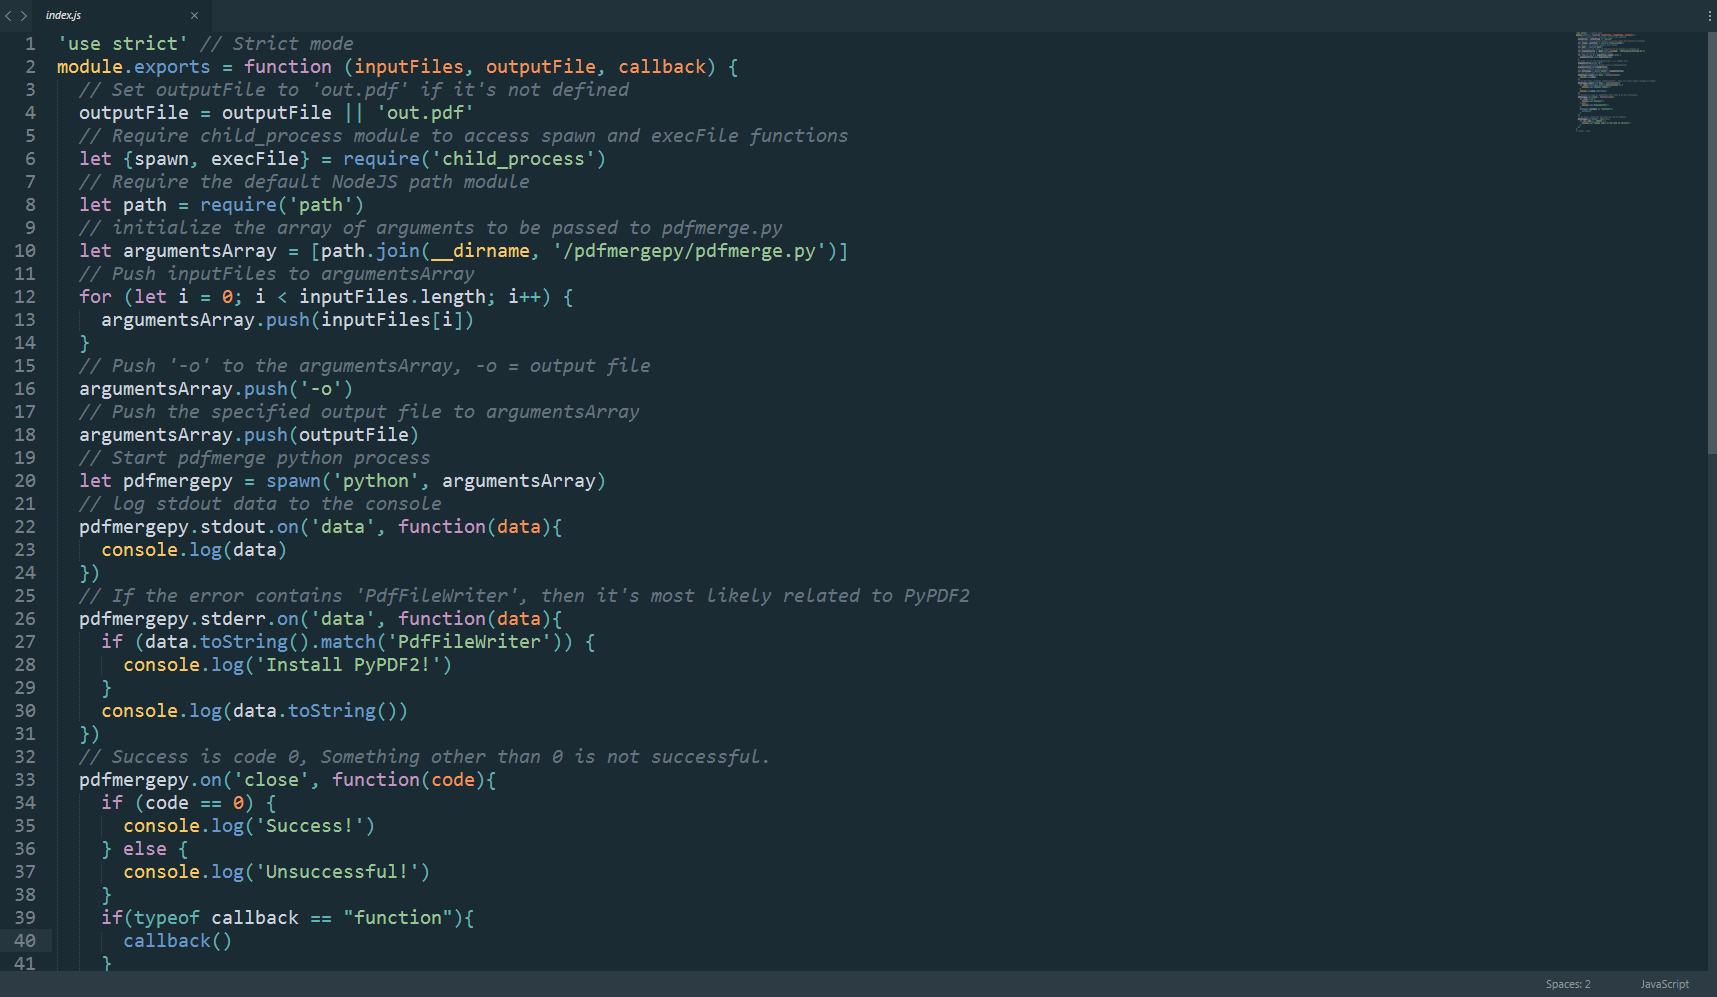 index.js
1 'use strict' // Strict mode
2 module.exports = function (inputFiles, outputFile, callback) {
3 // Set outputFile to 'out.pdf' if it's not defined
4 outputFile = outputFile || 'out.pdf'
5 // Require child_process module to access spawn and execFile functions
6 let {spawn, execFile} = require('child_process')
7 // Require the default NodeJS path module
8 let path = require('path')
9 // initialize the array of arguments to be passed to pdfmerge.py
10 let argumentsArray = [path.join(__dirname, '/pdfmergepy/pdfmerge.py')]
11 // Push inputFiles to argumentsArray
12 for (let i = 0; i < inputFiles.length; i++) {
13 argumentsArray.push(inputFiles[i])
14 }
15 // Push '-o' to the argumentsArray, -o = output file
16 argumentsArray.push('-o')
17 // Push the specified output file to argumentsArray
18 argumentsArray.push(outputFile)
19 // Start pdfmerge python process
20 let pdfmergepy = spawn('python', argumentsArray)
21 // log stdout data to the console
22 pdfmergepy.stdout.on('data', function(data){
23 console.log(data)
24 })
25 // If the error contains 'PdfFileWriter', then it's most likely related to PyPDF2
26 pdfmergepy.stderr.on('data', function(data){
27 if (data.toString().match('PdfFileWriter')) {
28 console.log('Install PyPDF2!')
29 }
30 console.log(data.toString())
31 })
32 // Success is code 0, Something other than 0 is not successful.
33 pdfmergepy.on('close', function(code){
34 if (code == 0) {
35 console.log('Success!')
36 } else {
37 console.log('Unsuccessful!')
38 }
39 if(typeof callback == "function"){
40 callback()
41 }
Spaces: 2 JavaScript